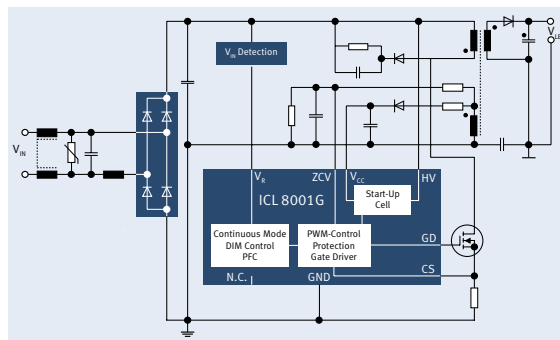 V_LE
V_IN Detection
V_IN
V_R
ZCV
V_CC
HV
ICL 8001G
Start-Up
Cell
Continuous Mode
DIM Control
PFC
PWM-Control
Protection
Gate Driver
GD
CS
N.C.
GND